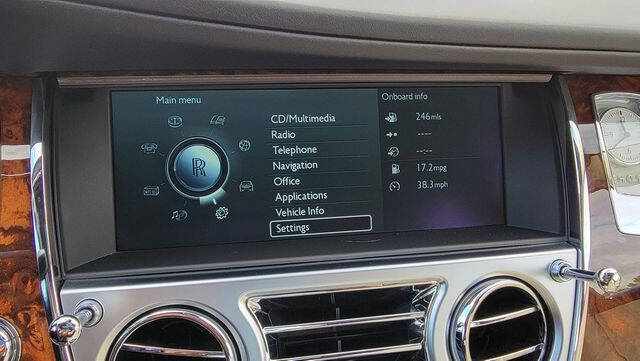 Main menu
CD/Multimedia
Radio
Telephone
Navigation
Office
Applications
Vehicle Info
Settings
RR
Onboard info
246mls
----
--:--
17.2mpg
38.3mph